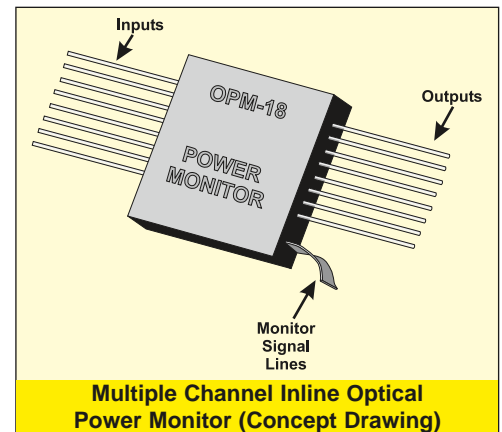 Inputs
OPM-18
Outputs
POWER
MONITOR
Monitor
Signal
Lines
Multiple Channel Inline Optical
Power Monitor (Concept Drawing)